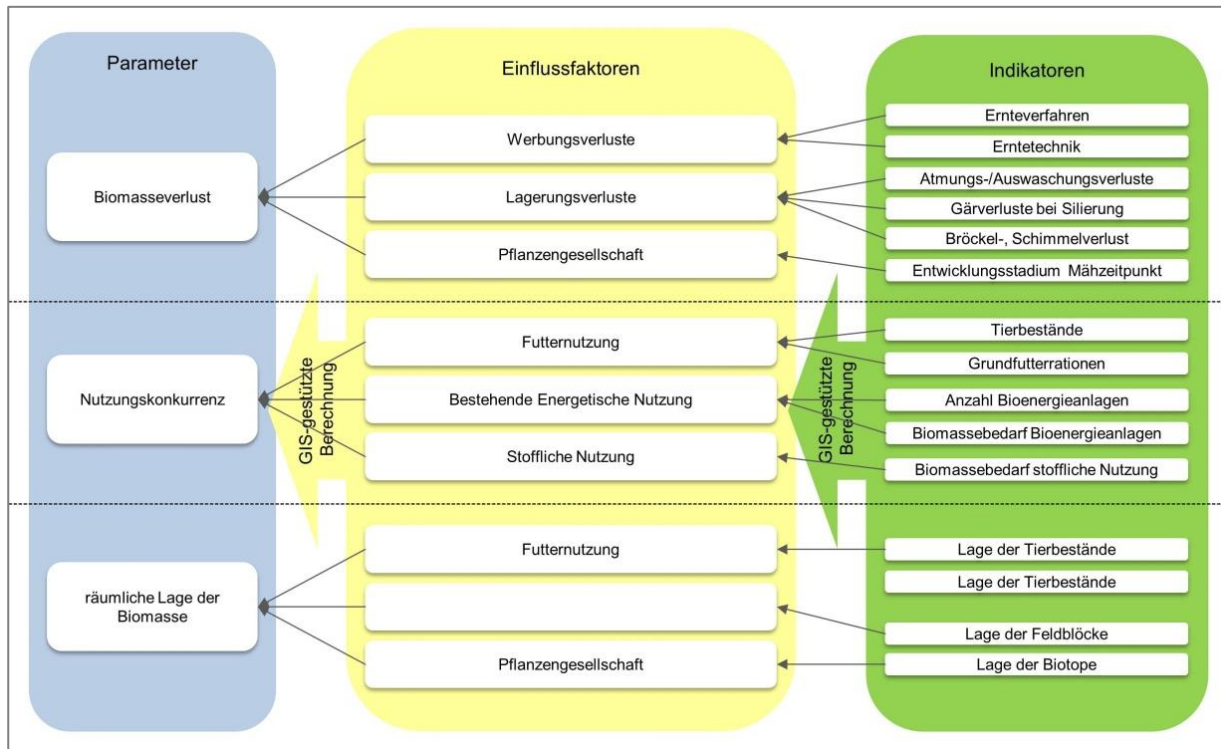 Parameter
Einflussfaktoren
Indikatoren
Biomasseverlust
Werbungsverluste
Lagerungsverluste
Pflanzengesellschaft
Ernteverfahren
Erntetechnik
Atmungs-/Auswaschungsverluste
Gärverluste bei Silierung
Bröckel-, Schimmelverlust
Entwicklungsstadium Mähzeitpunkt
Nutzungskonkurrenz
GIS-gestützte
Berechnung
Futternutzung
Bestehende Energetische Nutzung
Stoffliche Nutzung
GIS-gestützte
Berechnung
Tierbestände
Grundfutterrationen
Anzahl Bioenergieanlagen
Biomassebedarf Bioenergieanlagen
Biomassebedarf stoffliche Nutzung
räumliche Lage der
Biomasse
Futternutzung
Pflanzengesellschaft
Lage der Tierbestände
Lage der Tierbestände
Lage der Feldblöcke
Lage der Biotope